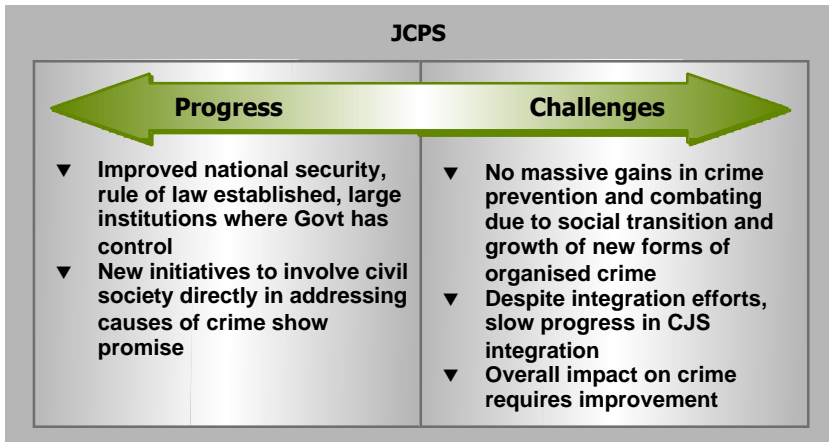 JCPS
Progress
▼ Improved national security,
rule of law established, large
institutions where Govt has
control
▼ New initiatives to involve civil
society directly in addressing
causes of crime show
promise
Challenges
▼ No massive gains in crime
prevention and combating
due to social transition and
growth of new forms of
organised crime
▼ Despite integration efforts,
slow progress in CJS
integration
▼ Overall impact on crime
requires improvement